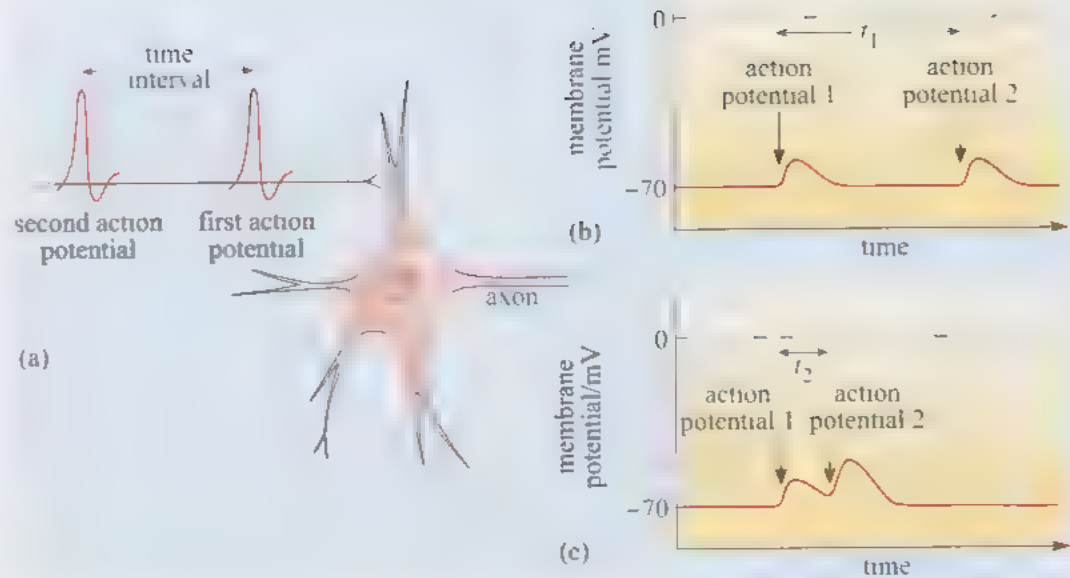 time
interval
second action
potential
first action
potential
axon
(a)
0
t₁
action
potential 1
action
potential 2
membrane
potential mV
−70
(b)
time
0
t₂
action
potential 1
action
potential 2
membrane
potential/mV
−70
(c)
time